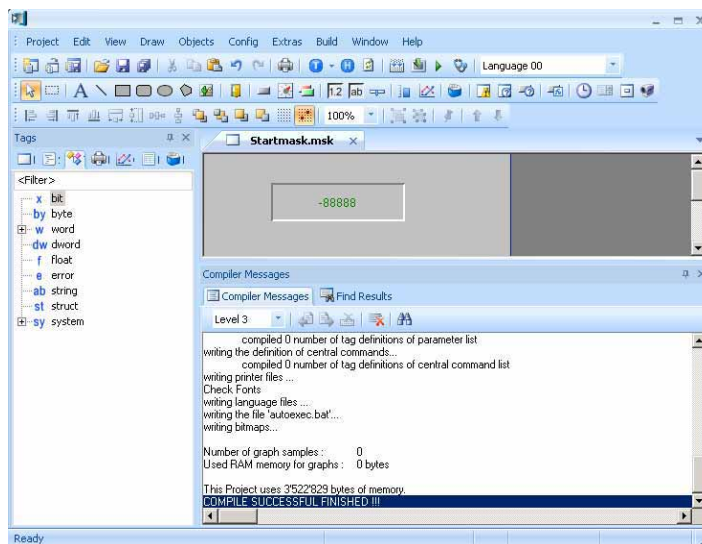 Project Edit View Draw Objects Config Extras Build Window Help
Language 00
A 1.2 ab
100%
Tags
Startmask.msk
<Filter>
x bit
by byte
w word
dw dword
f float
e error
ab string
st struct
sy system
-88888
Compiler Messages
Compiler Messages Find Results
Level 3
compiled 0 number of tag definitions of parameter list
writing the definition of central commands...
compiled 0 number of tag definitions of central command list
writing printer files ...
Check Fonts
writing language files ...
writing the file 'autoexec.bat'...
writing bitmaps...
Number of graph samples : 0
Used RAM memory for graphs : 0 bytes
This Project uses 3'522'829 bytes of memory.
COMPILE SUCCESSFUL FINISHED !!!
Ready